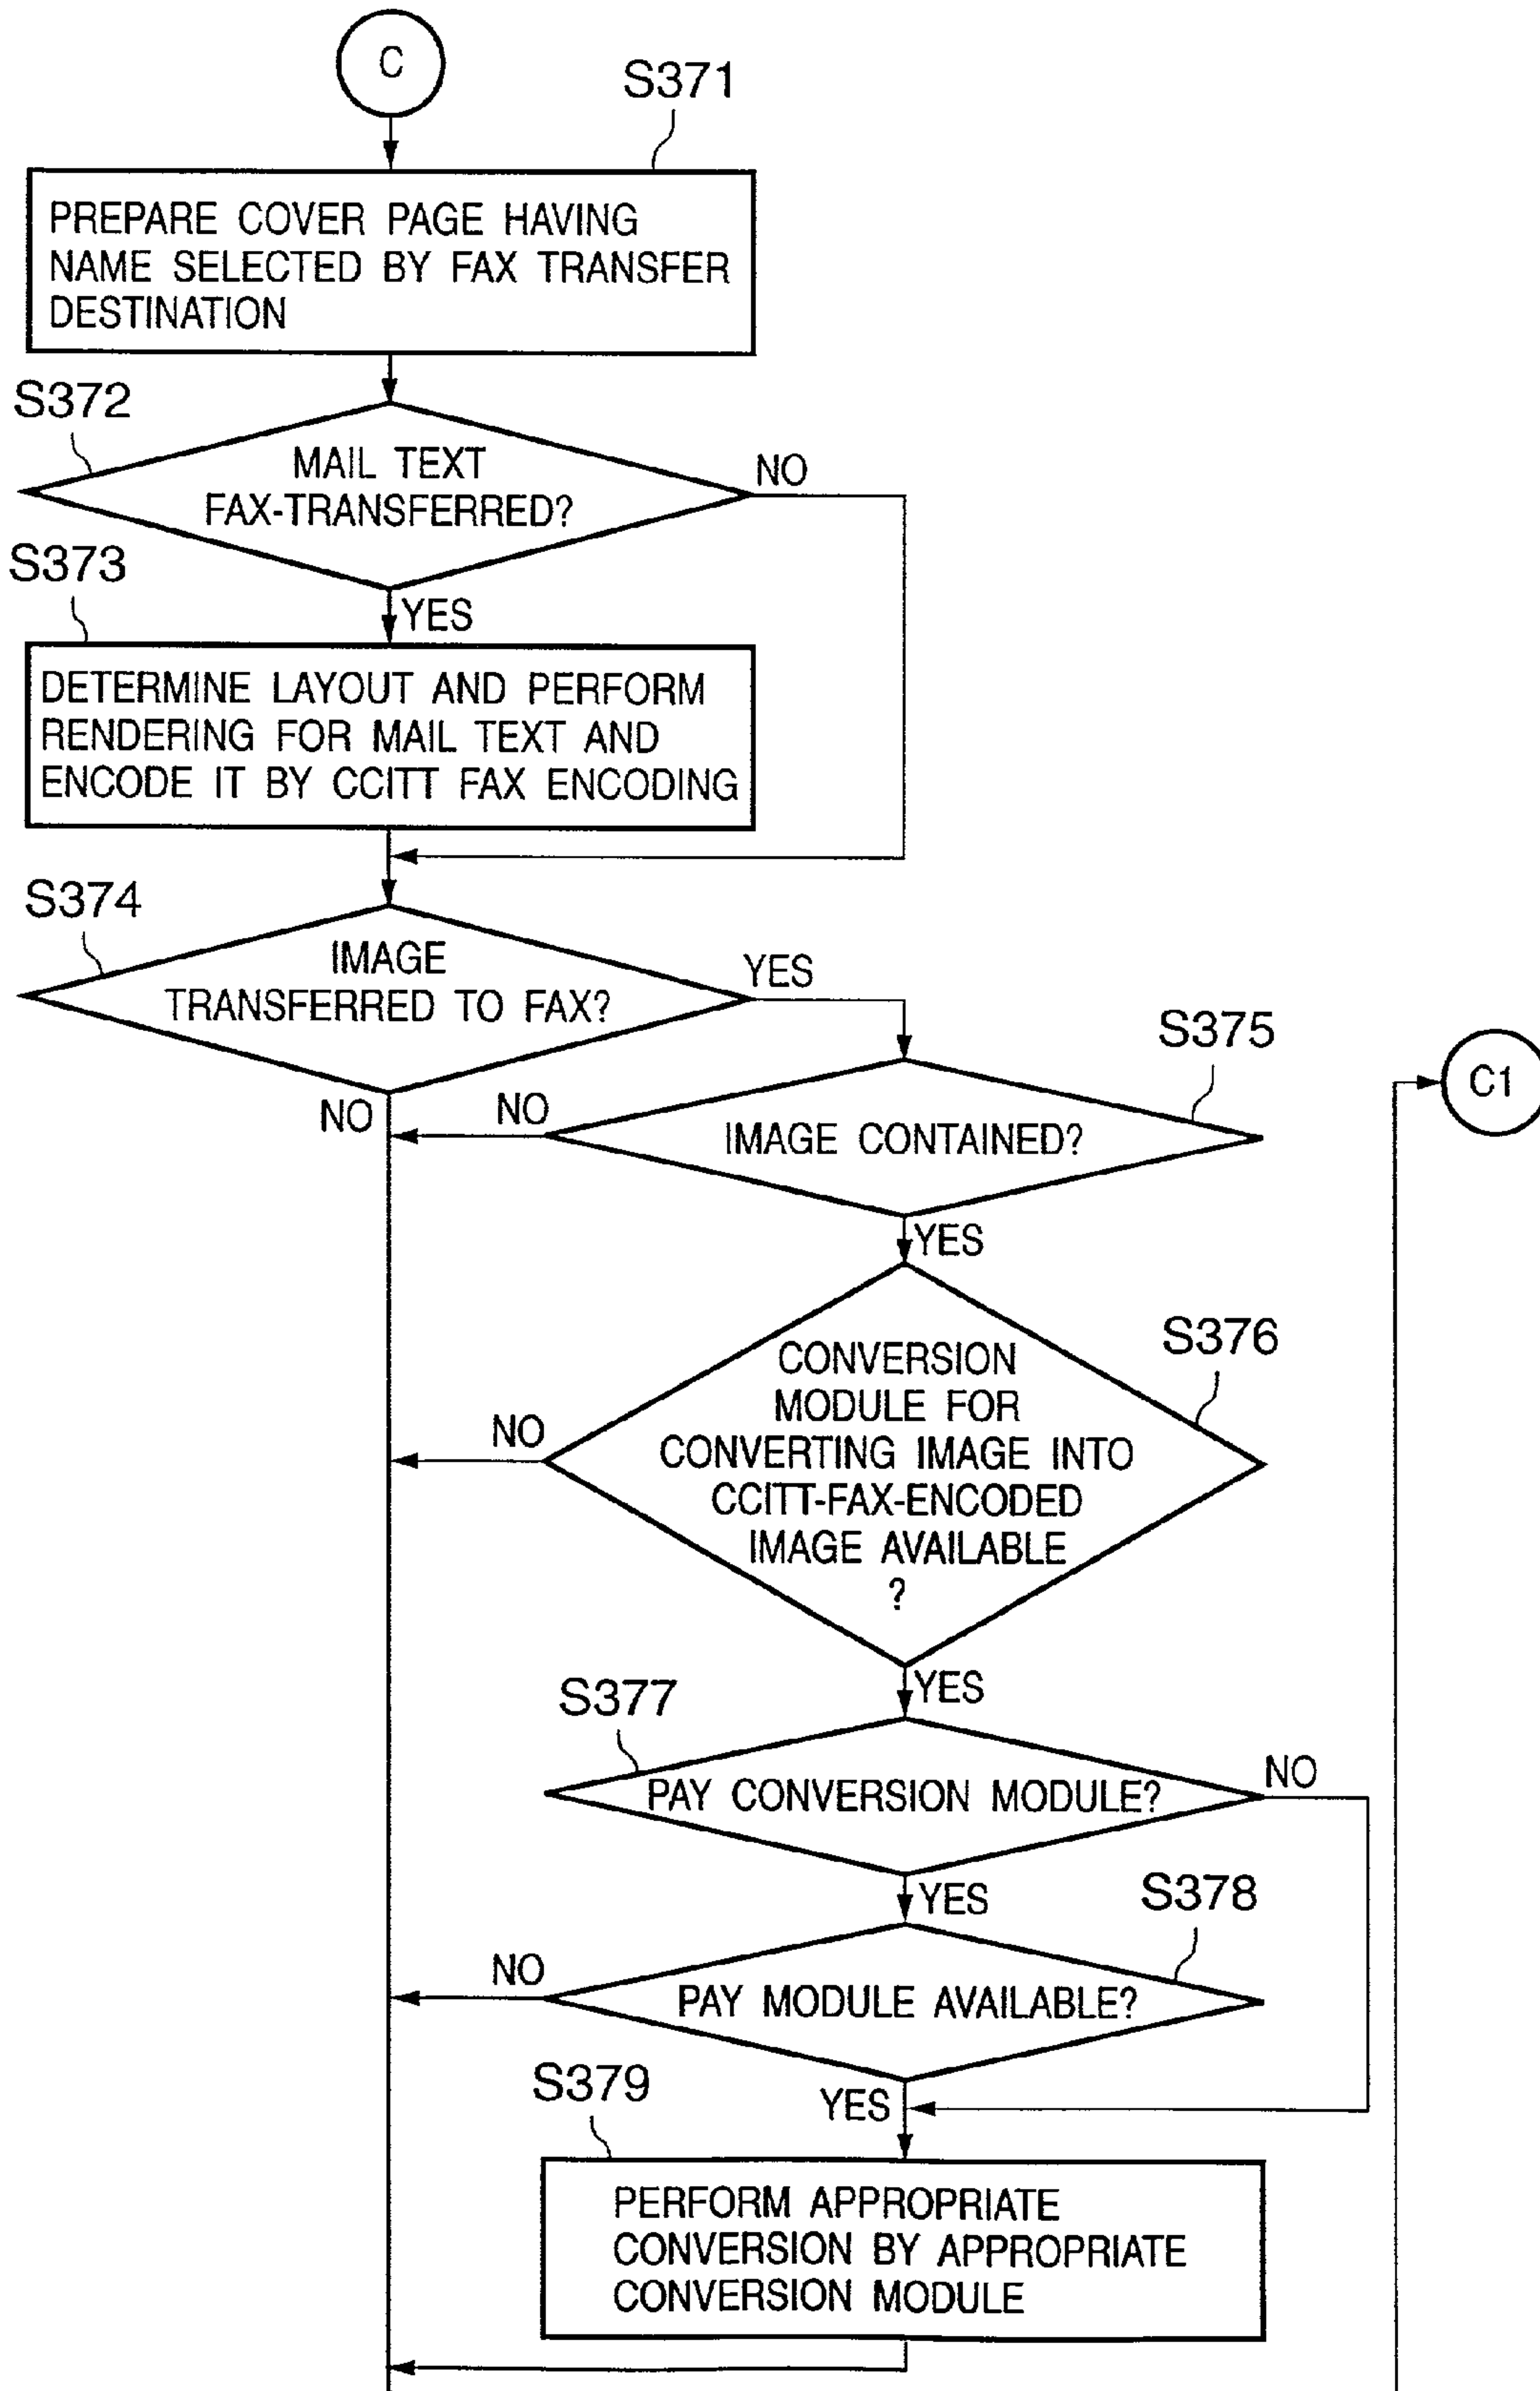 C
S371
PREPARE COVER PAGE HAVING
NAME SELECTED BY FAX TRANSFER
DESTINATION
S372
MAIL TEXT
FAX-TRANSFERRED?
NO
YES
S373
DETERMINE LAYOUT AND PERFORM
RENDERING FOR MAIL TEXT AND
ENCODE IT BY CCITT FAX ENCODING
S374
IMAGE
TRANSFERRED TO FAX?
YES
NO
S375
IMAGE CONTAINED?
NO
YES
C1
S376
CONVERSION
MODULE FOR
CONVERTING IMAGE INTO
CCITT-FAX-ENCODED
IMAGE AVAILABLE
?
NO
YES
S377
PAY CONVERSION MODULE?
NO
YES
S378
PAY MODULE AVAILABLE?
NO
YES
S379
PERFORM APPROPRIATE
CONVERSION BY APPROPRIATE
CONVERSION MODULE